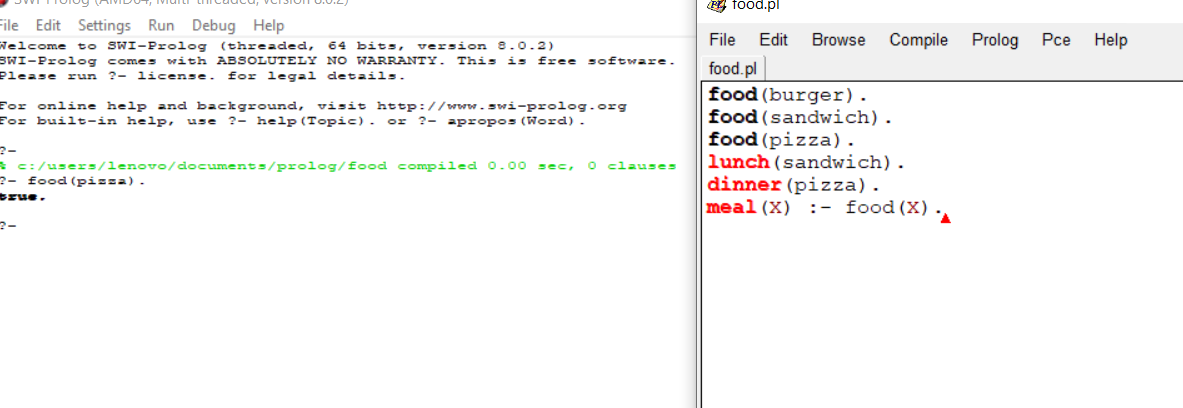 SWI-Prolog (AMD64, Multi-threaded, version 8.0.2)
File Edit Settings Run Debug Help
Welcome to SWI-Prolog (threaded, 64 bits, version 8.0.2)
SWI-Prolog comes with ABSOLUTELY NO WARRANTY. This is free software.
Please run ?- license. for legal details.
For online help and background, visit http://www.swi-prolog.org
For built-in help, use ?- help(Topic). or ?- apropos(Word).
?-
% c:/users/lenovo/documents/prolog/food compiled 0.00 sec, 0 clauses
?- food(pizza).
true.
?-
food.pl
File Edit Browse Compile Prolog Pce Help
food.pl
food(burger).
food(sandwich).
food(pizza).
lunch(sandwich).
dinner(pizza).
meal(X) :- food(X).